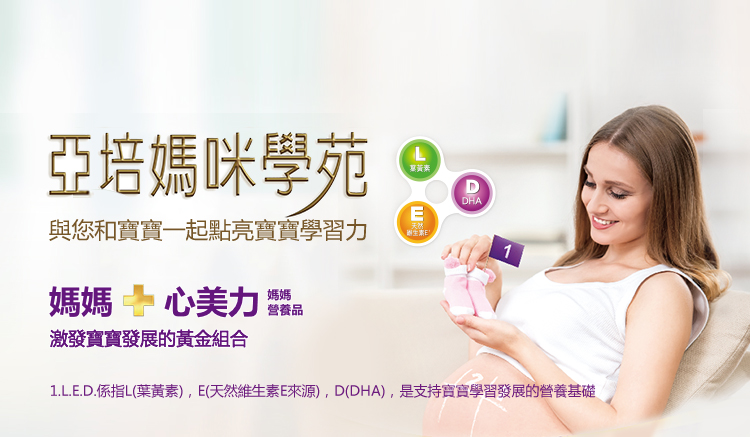 亞培媽咪學苑
與您和寶寶一起點亮寶寶學習力
L
葉黃素
D
DHA
E
天然
維生素E
1
媽媽➕心美力 媽媽
營養品
激發寶寶發展的黃金組合
1.L.E.D.係指L(葉黃素)，E(天然維生素E來源)，D(DHA)，是支持寶寶學習發展的營養基礎